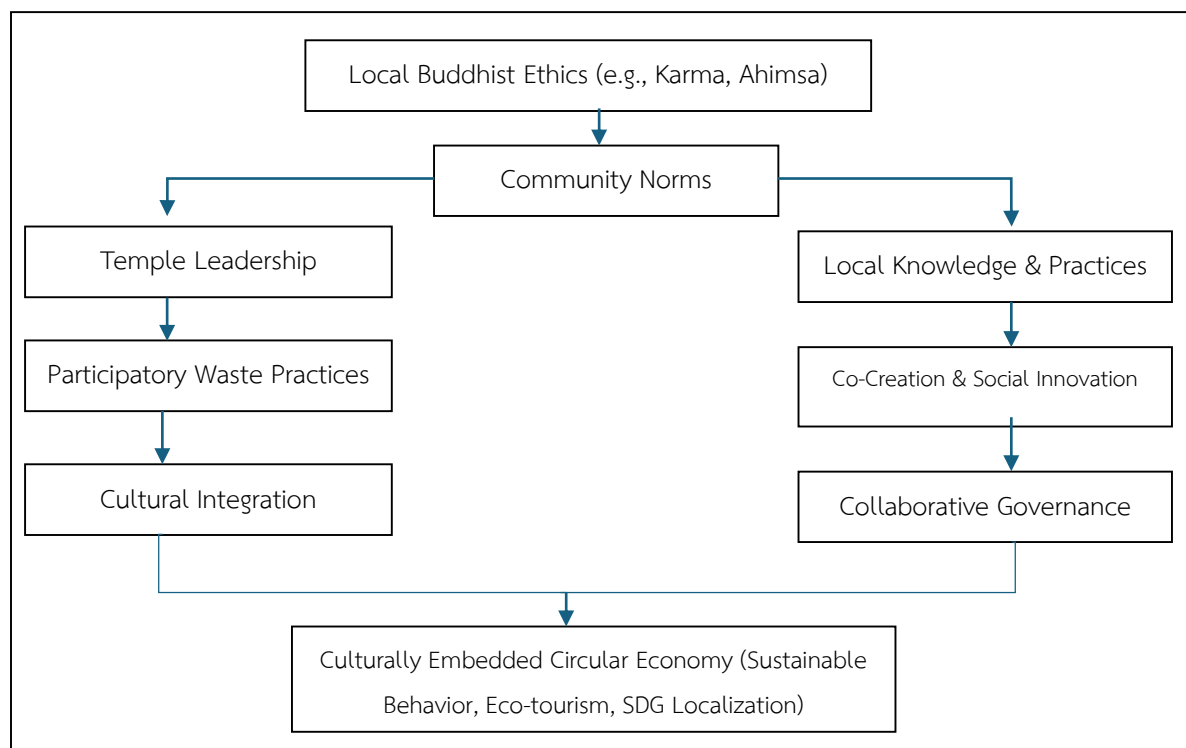 Local Buddhist Ethics (e.g., Karma, Ahimsa)
Community Norms
Temple Leadership
Local Knowledge & Practices
Participatory Waste Practices
Co-Creation & Social Innovation
Cultural Integration
Collaborative Governance
Culturally Embedded Circular Economy (Sustainable
Behavior, Eco-tourism, SDG Localization)